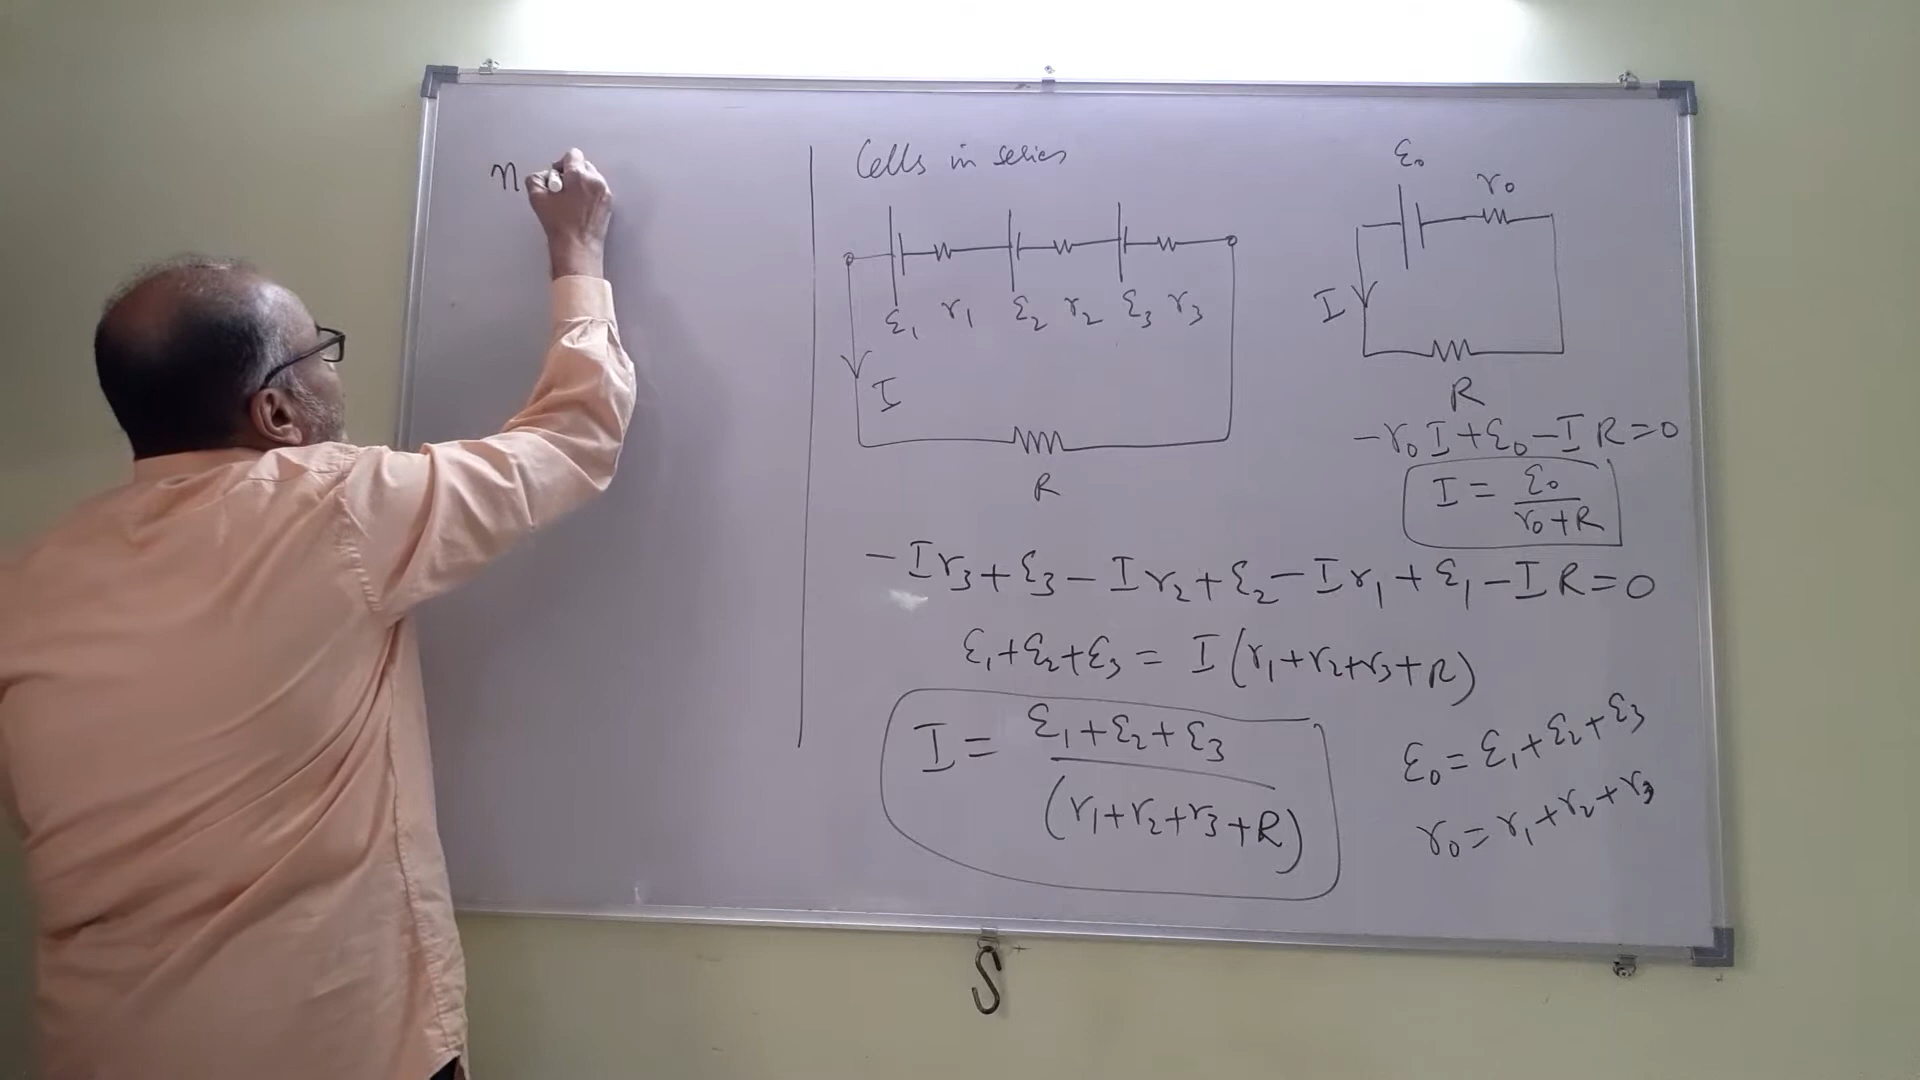 n
Cells in series
ε₁ r₁ ε₂ r₂ ε₃ r₃
I
R
ε₀
r₀
I
R
-r₀I+ε₀-IR=0
I = ε₀/(r₀+R)
-Ir₃+ε₃-Ir₂+ε₂-Ir₁+ε₁-IR=0
ε₁+ε₂+ε₃ = I(r₁+r₂+r₃+R)
I = (ε₁+ε₂+ε₃)/(r₁+r₂+r₃+R)
ε₀=ε₁+ε₂+ε₃
r₀=r₁+r₂+r₃